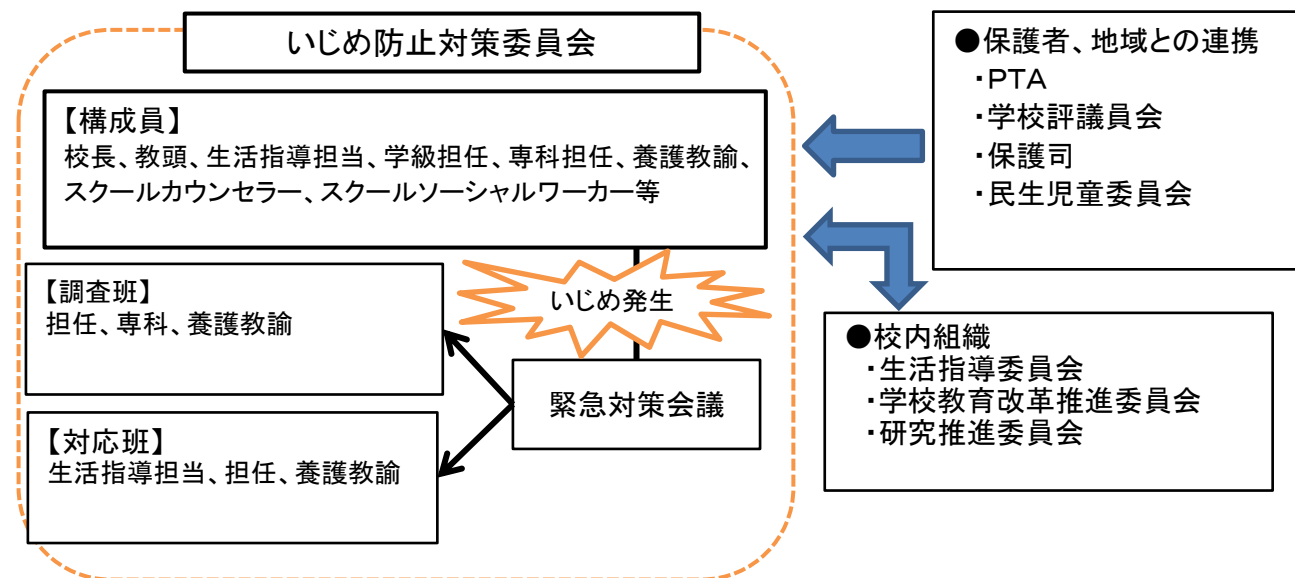 いじめ防止対策委員会
【構成員】
校長、教頭、生活指導担当、学級担任、専科担任、養護教諭、
スクールカウンセラー、スクールソーシャルワーカー等
いじめ発生
【調査班】
担任、専科、養護教諭
緊急対策会議
【対応班】
生活指導担当、担任、養護教諭
●保護者、地域との連携
・PTA
・学校評議員会
・保護司
・民生児童委員会
●校内組織
・生活指導委員会
・学校教育改革推進委員会
・研究推進委員会